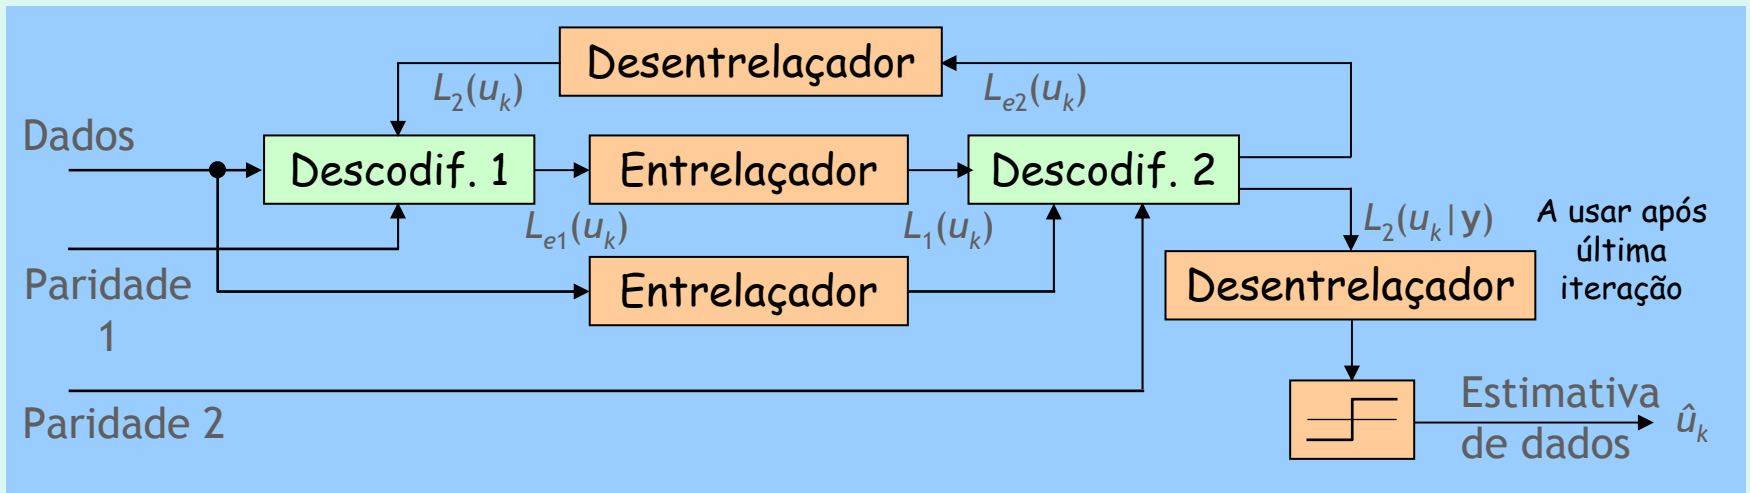 Desentrelaçador
L₂(uₖ)
Lₑ₂(uₖ)
Dados
Descodif. 1
Entrelaçador
Descodif. 2
Lₑ₁(uₖ)
L₁(uₖ)
L₂(uₖ|y)
A usar após
última
iteração
Paridade
1
Entrelaçador
Desentrelaçador
Paridade 2
Estimativa
de dados
ûₖ